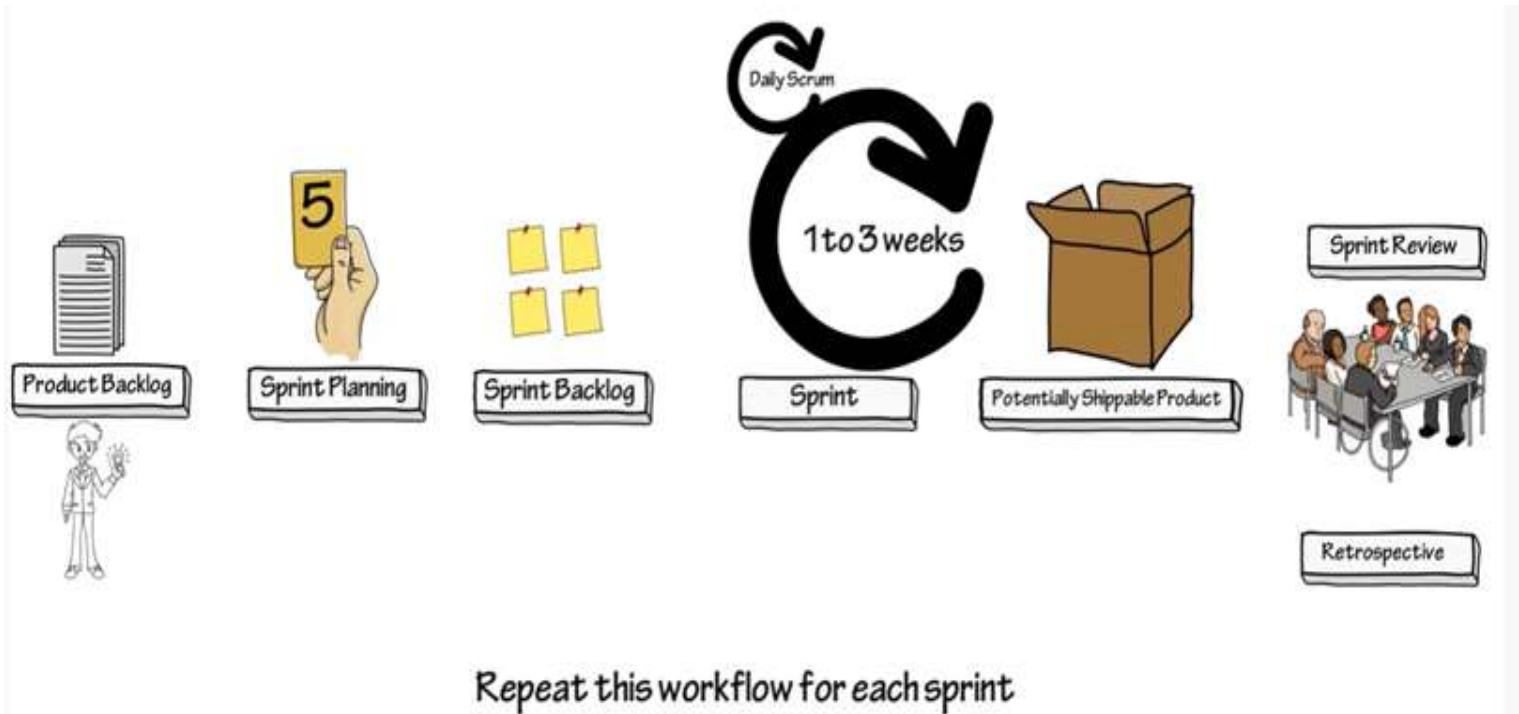 Daily Scrum
5
1 to 3 weeks
Sprint Review
Product Backlog
Sprint Planning
Sprint Backlog
Sprint
Potentially Shippable Product
Retrospective
Repeat this workflow for each sprint